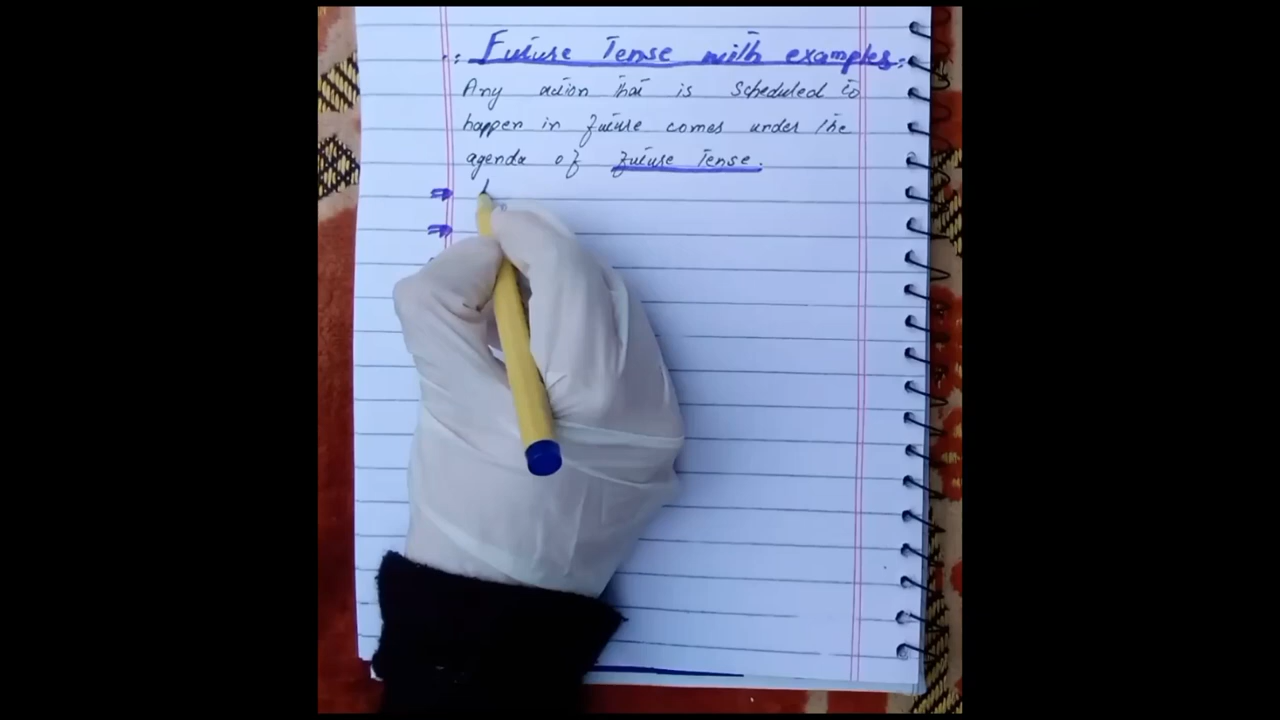 Future Tense with examples
Any action that is scheduled to
happen in future comes under the
agenda of future Tense.